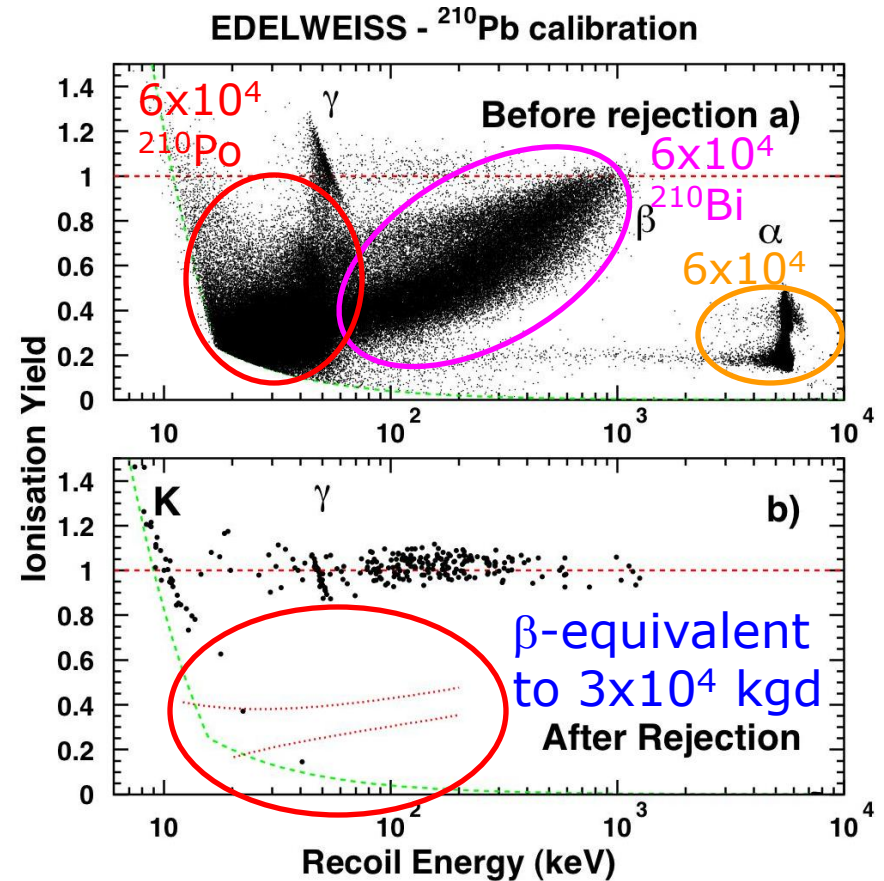 EDELWEISS - ²¹⁰Pb calibration
Ionisation Yield
1.4
1.2
1
0.8
0.6
0.4
0.2
0
6x10⁴
²¹⁰Po
γ
Before rejection a)
6x10⁴
²¹⁰Bi
β
α
6x10⁴
10
10²
10³
10⁴
1.4
1.2
1
0.8
0.6
0.4
0.2
0
K
γ
b)
β-equivalent
to 3x10⁴ kgd
After Rejection
10
10²
10³
10⁴
Recoil Energy (keV)